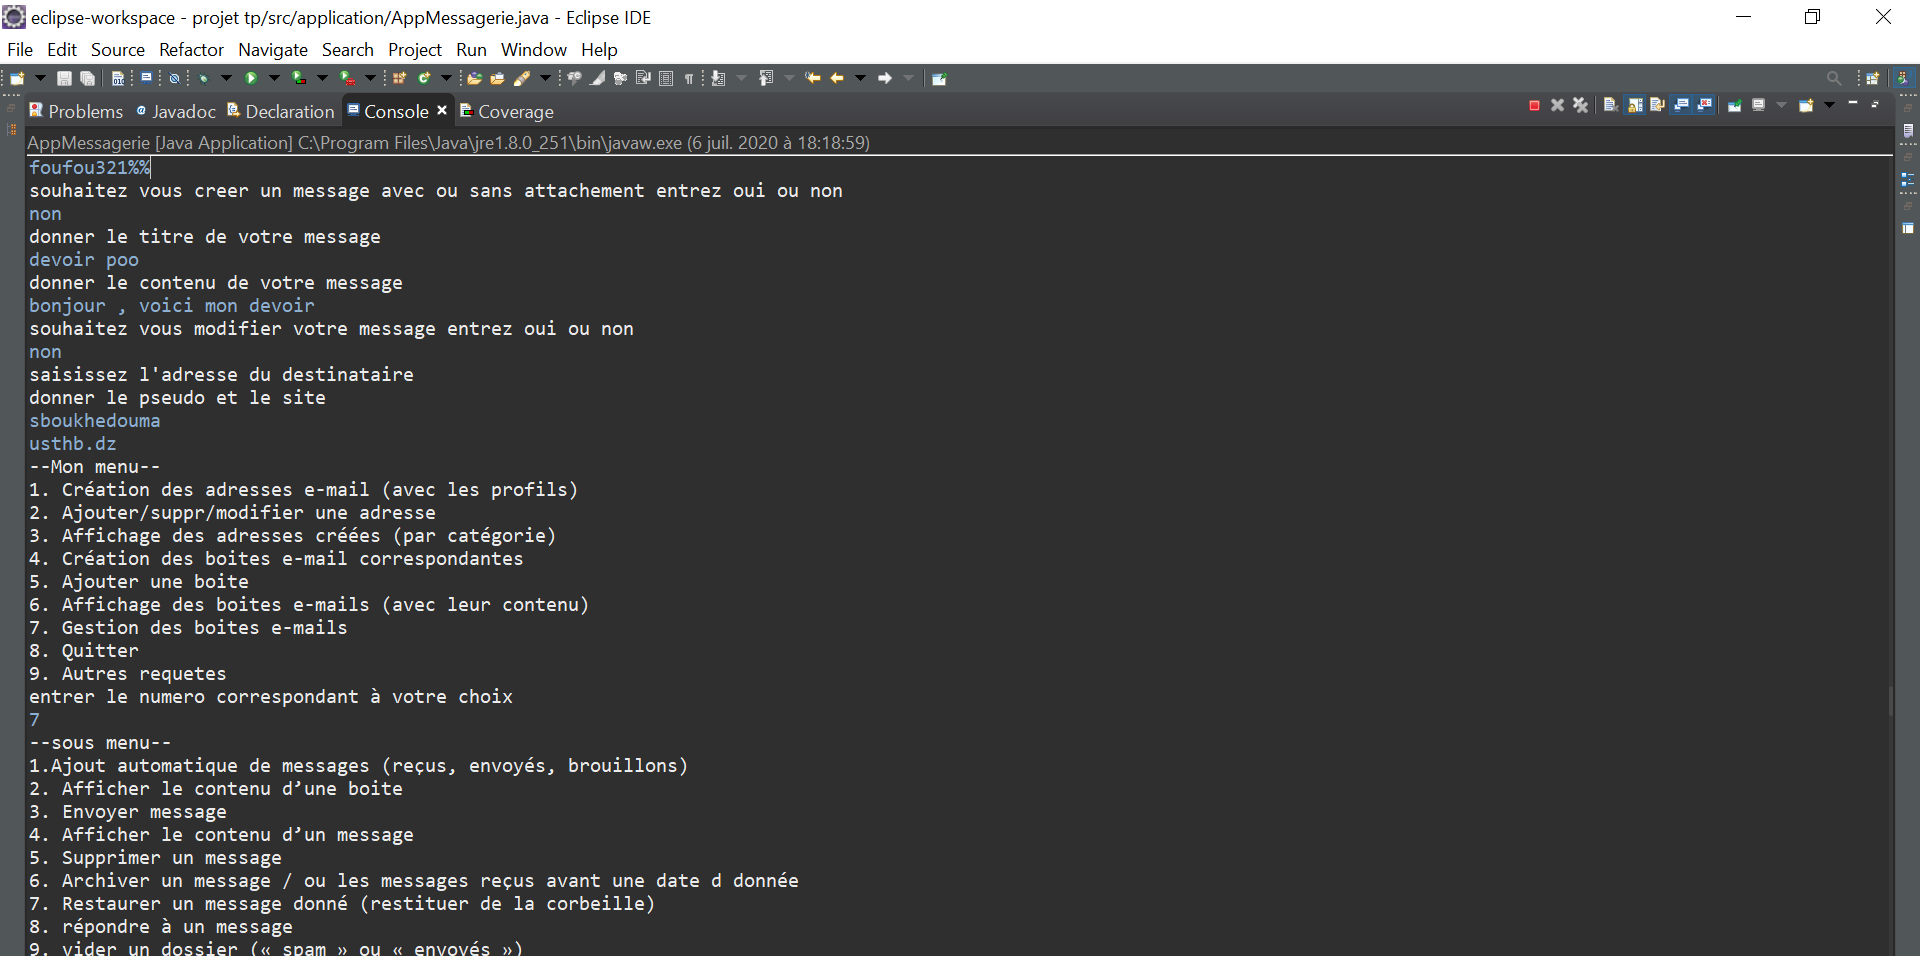 eclipse-workspace - projet tp/src/application/AppMessagerie.java - Eclipse IDE
File Edit Source Refactor Navigate Search Project Run Window Help
Problems Javadoc Declaration Console Coverage
AppMessagerie [Java Application] C:\Program Files\Java\jre1.8.0_251\bin\javaw.exe (6 juil. 2020 à 18:18:59)
foufou321%%
souhaitez vous creer un message avec ou sans attachement entrez oui ou non
non
donner le titre de votre message
devoir poo
donner le contenu de votre message
bonjour , voici mon devoir
souhaitez vous modifier votre message entrez oui ou non
non
saisissez l'adresse du destinataire
donner le pseudo et le site
sboukhedouma
usthb.dz
--Mon menu--
1. Création des adresses e-mail (avec les profils)
2. Ajouter/suppr/modifier une adresse
3. Affichage des adresses créées (par catégorie)
4. Création des boites e-mail correspondantes
5. Ajouter une boite
6. Affichage des boites e-mails (avec leur contenu)
7. Gestion des boites e-mails
8. Quitter
9. Autres requetes
entrer le numero correspondant à votre choix
7
--sous menu--
1.Ajout automatique de messages (reçus, envoyés, brouillons)
2. Afficher le contenu d’une boite
3. Envoyer message
4. Afficher le contenu d’un message
5. Supprimer un message
6. Archiver un message / ou les messages reçus avant une date d donnée
7. Restaurer un message donné (restituer de la corbeille)
8. répondre à un message
9. vider un dossier (« spam » ou « envoyés »)